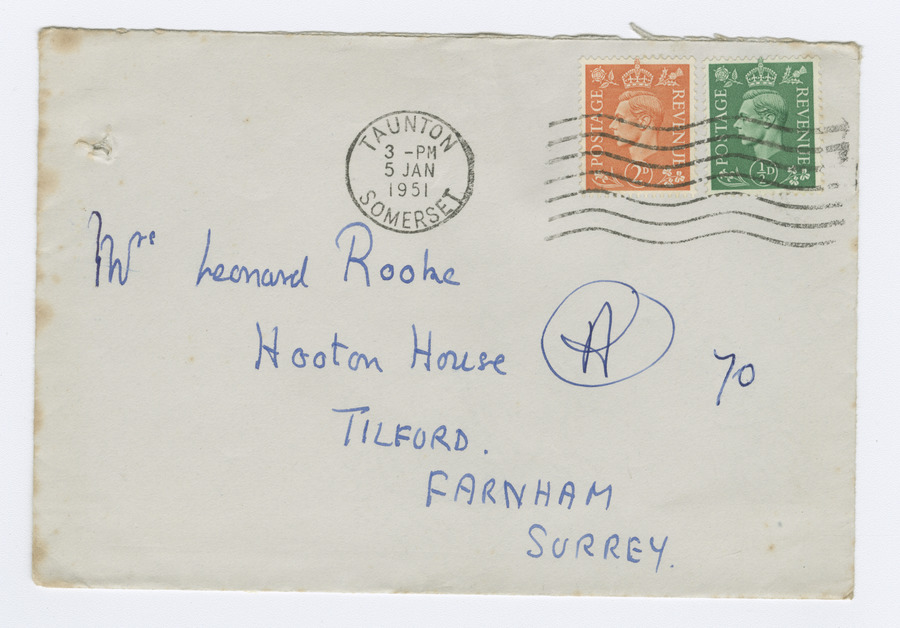 TAUNTON
3 -PM
5 JAN
1951
SOMERSET
POSTAGE REVENUE
2D
POSTAGE REVENUE
½D
Mrs Leonard Rooke
Hooton House
A
70
TILFORD.
FARNHAM
SURREY.